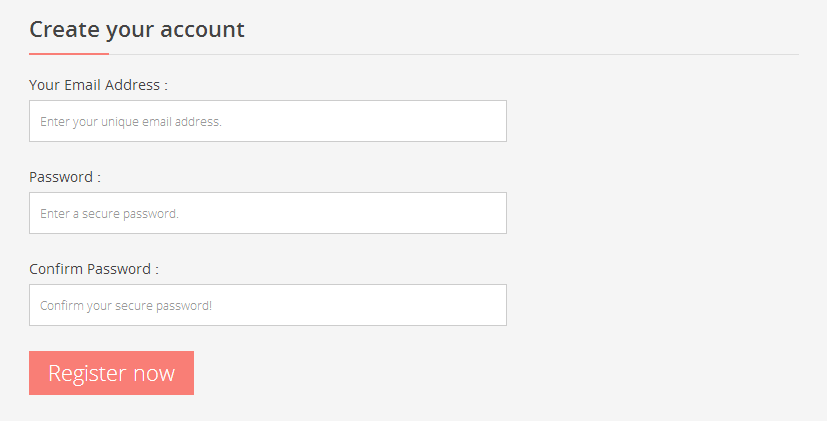 Create your account
Your Email Address :
Enter your unique email address.
Password :
Enter a secure password.
Confirm Password :
Confirm your secure password!
Register now